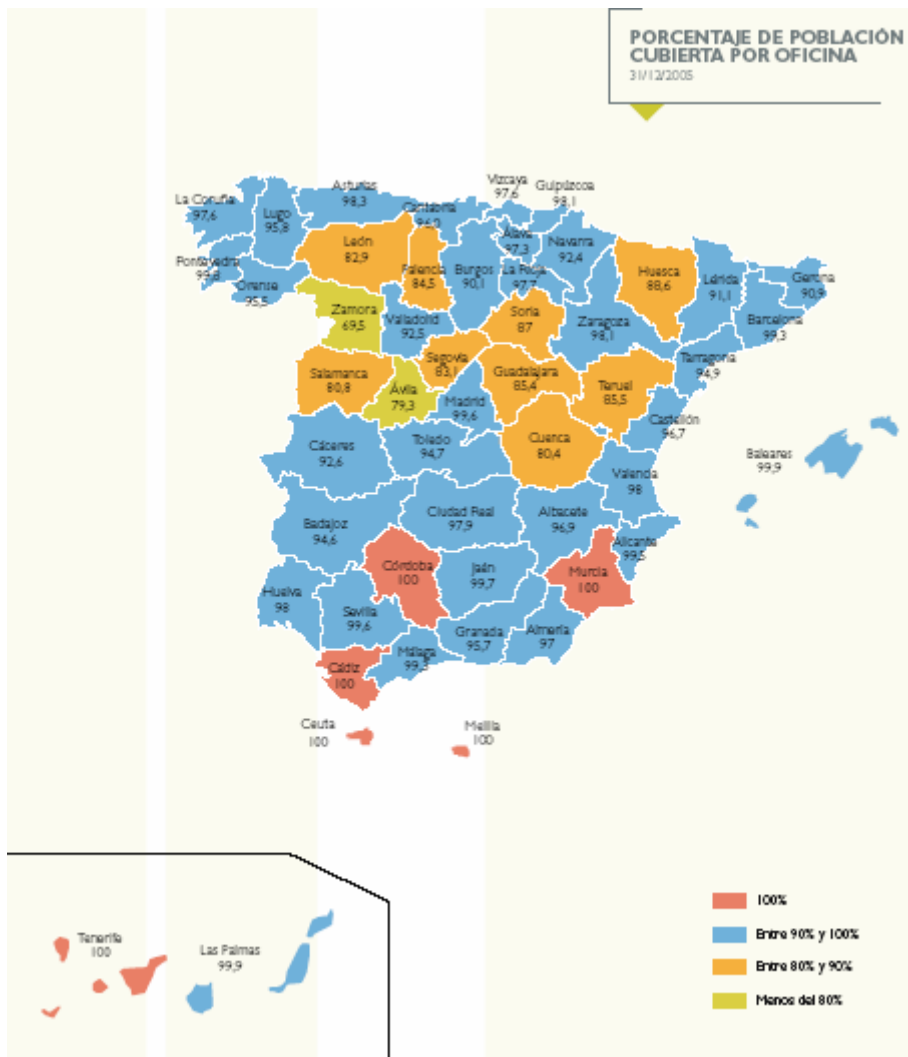 PORCENTAJE DE POBLACIÓN
CUBIERTA POR OFICINA
31/12/2005
Vizcaya
97,6
Guipúzcoa
98,1
La Coruña
97,6
Lugo
95,8
Asturias
98,3
Cantabria
Álava
97,3
Navarra
92,4
Pontevedra
99,8
Orense
95,5
León
82,9
Palencia
84,5
Burgos
90,1
La Rioja
97,7
Huesca
88,6
Lérida
91,1
Gerona
90,9
Zamora
69,5
Valladolid
92,5
Soria
87
Zaragoza
98,1
Barcelona
99,3
Tarragona
94,9
Salamanca
80,8
Ávila
79,3
Segovia
83,1
Guadalajara
85,4
Teruel
85,5
Madrid
99,6
Castellón
96,7
Cáceres
92,6
Toledo
94,7
Cuenca
80,4
Baleares
99,9
Valencia
98
Badajoz
94,6
Ciudad Real
97,9
Albacete
96,9
Alicante
99,5
Córdoba
100
Jaén
99,7
Murcia
100
Huelva
98
Sevilla
99,6
Granada
95,7
Almería
97
Málaga
Cádiz
100
Ceuta
100
Melilla
100
Tenerife
100
Las Palmas
99,9
100%
Entre 90% y 100%
Entre 80% y 90%
Menos del 80%